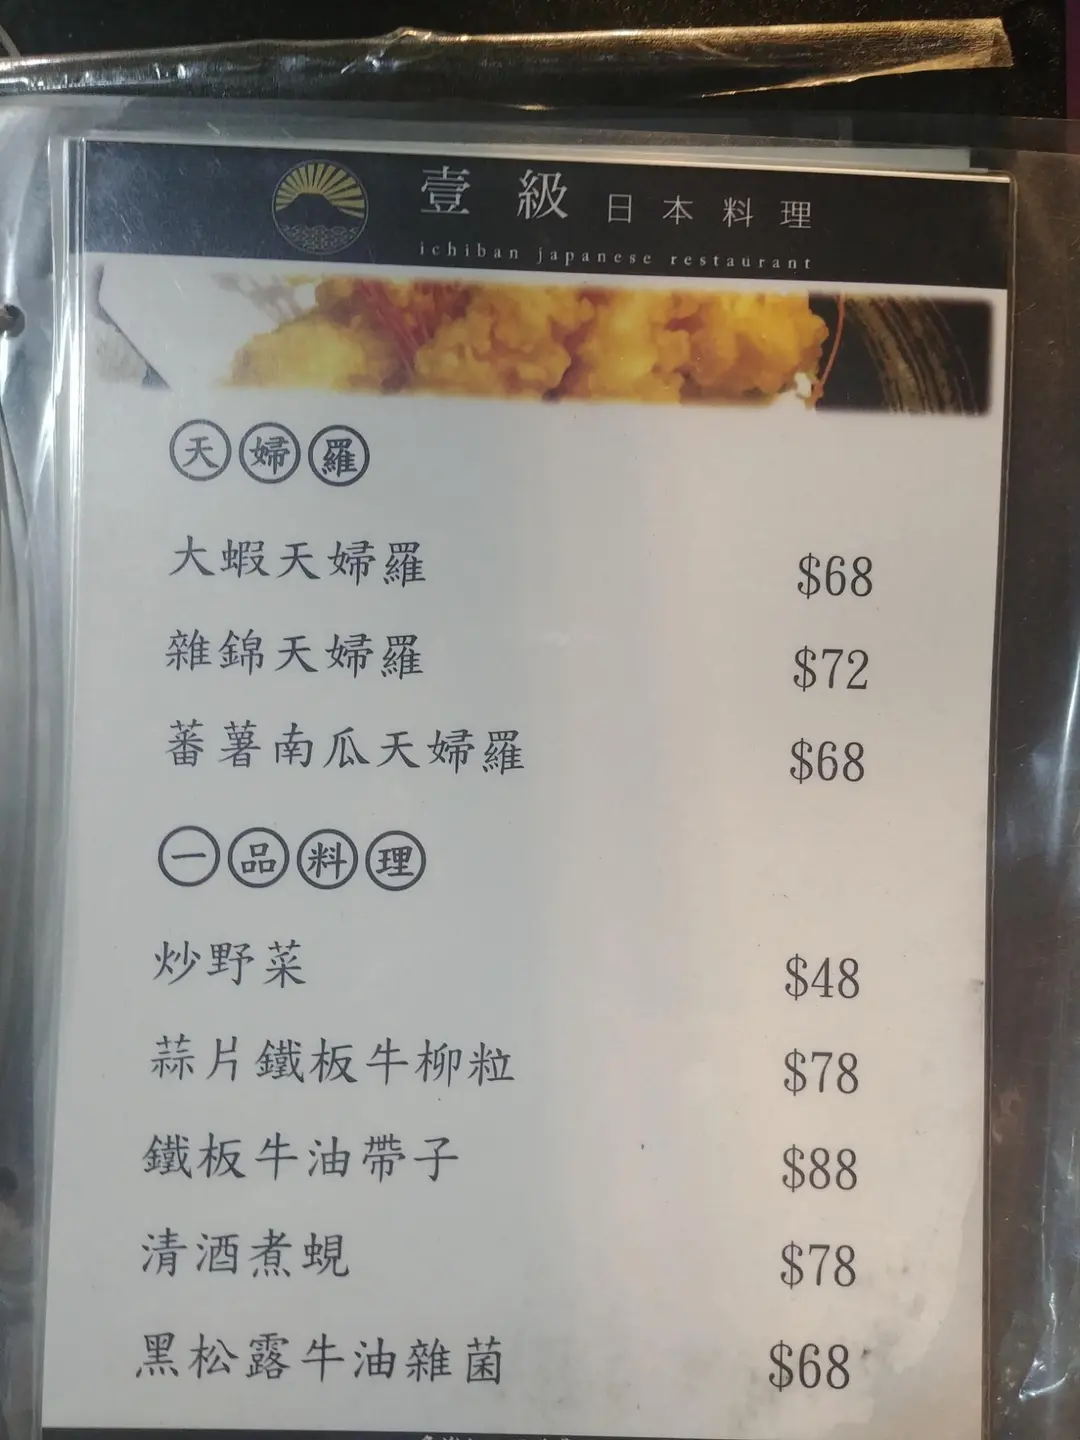 壹級日本料理
ichiban japanese restaurant
天婦羅
大蝦天婦羅 $68
雜錦天婦羅 $72
蕃薯南瓜天婦羅 $68
一品料理
炒野菜 $48
蒜片鐵板牛柳粒 $78
鐵板牛油帶子 $88
清酒煮蜆 $78
黑松露牛油雜菌 $68